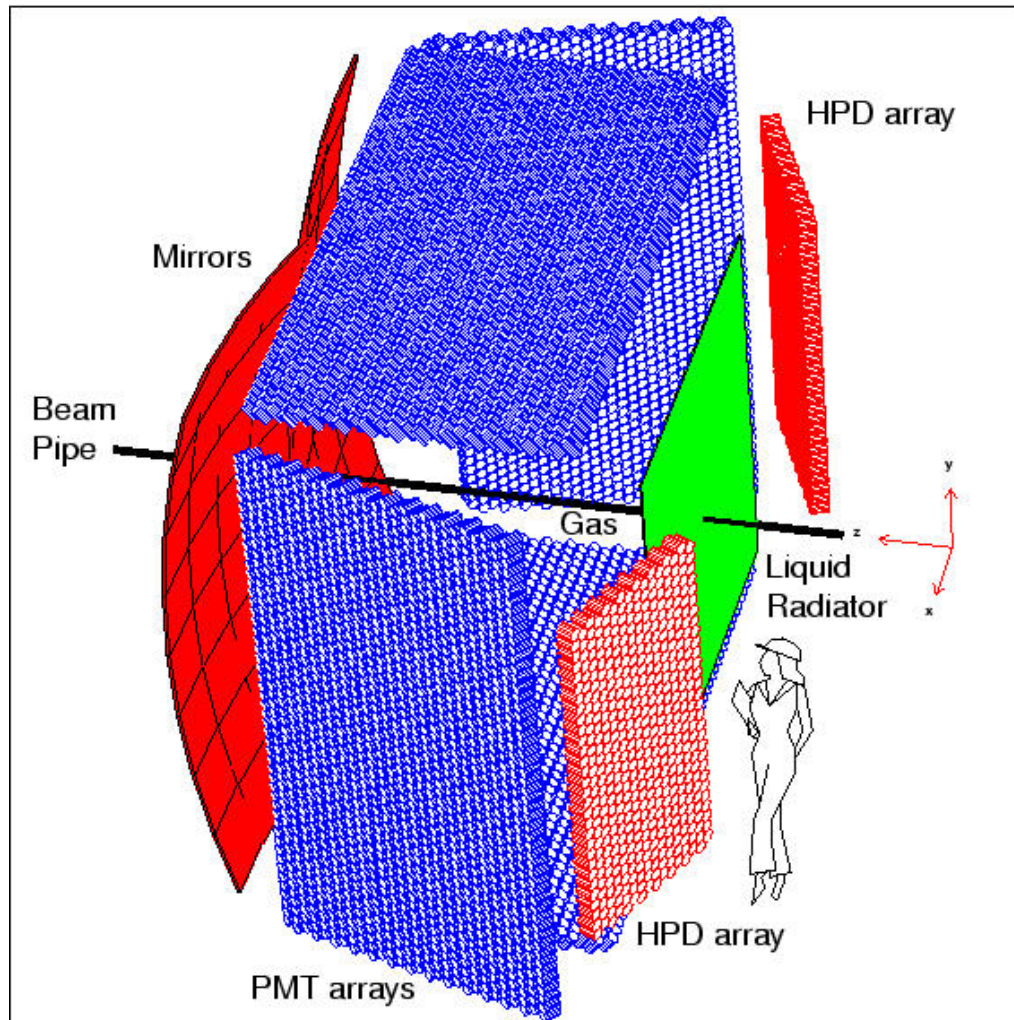 HPD array
Mirrors
Beam
Pipe
y
Gas
z
Liquid
Radiator
x
HPD array
PMT arrays